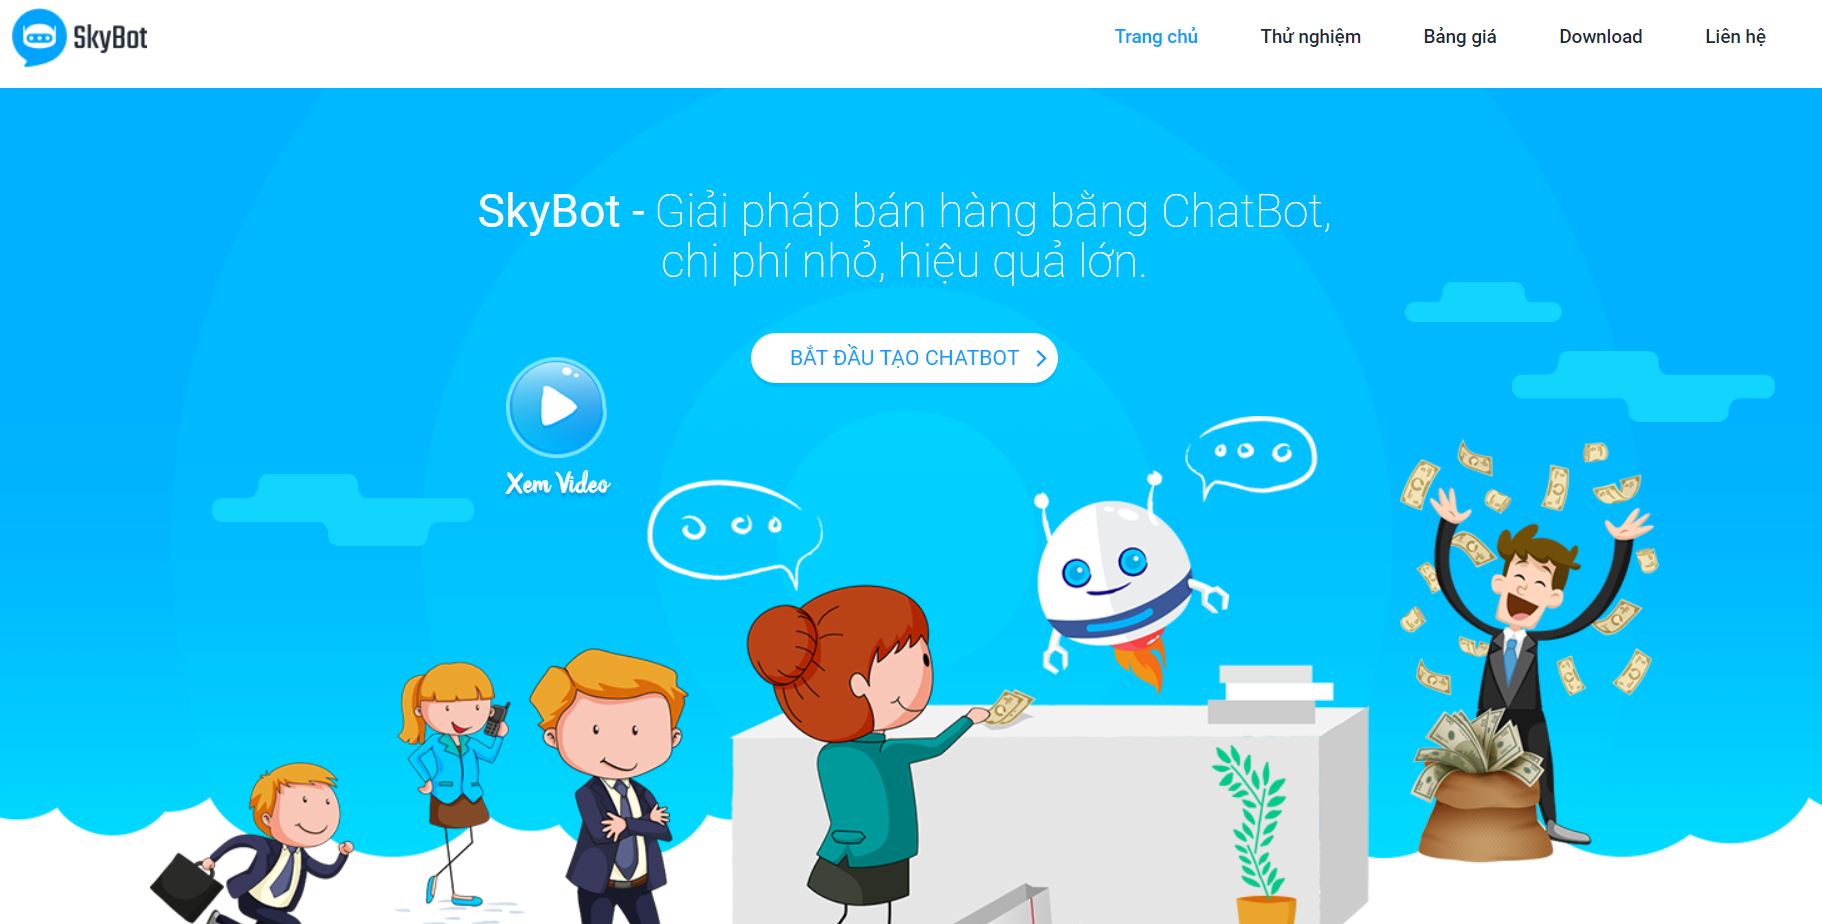 SkyBot
Trang chủ
Thử nghiệm
Bảng giá
Download
Liên hệ
SkyBot - Giải pháp bán hàng bằng ChatBot,
chi phí nhỏ, hiệu quả lớn.
BẮT ĐẦU TẠO CHATBOT
Xem Video